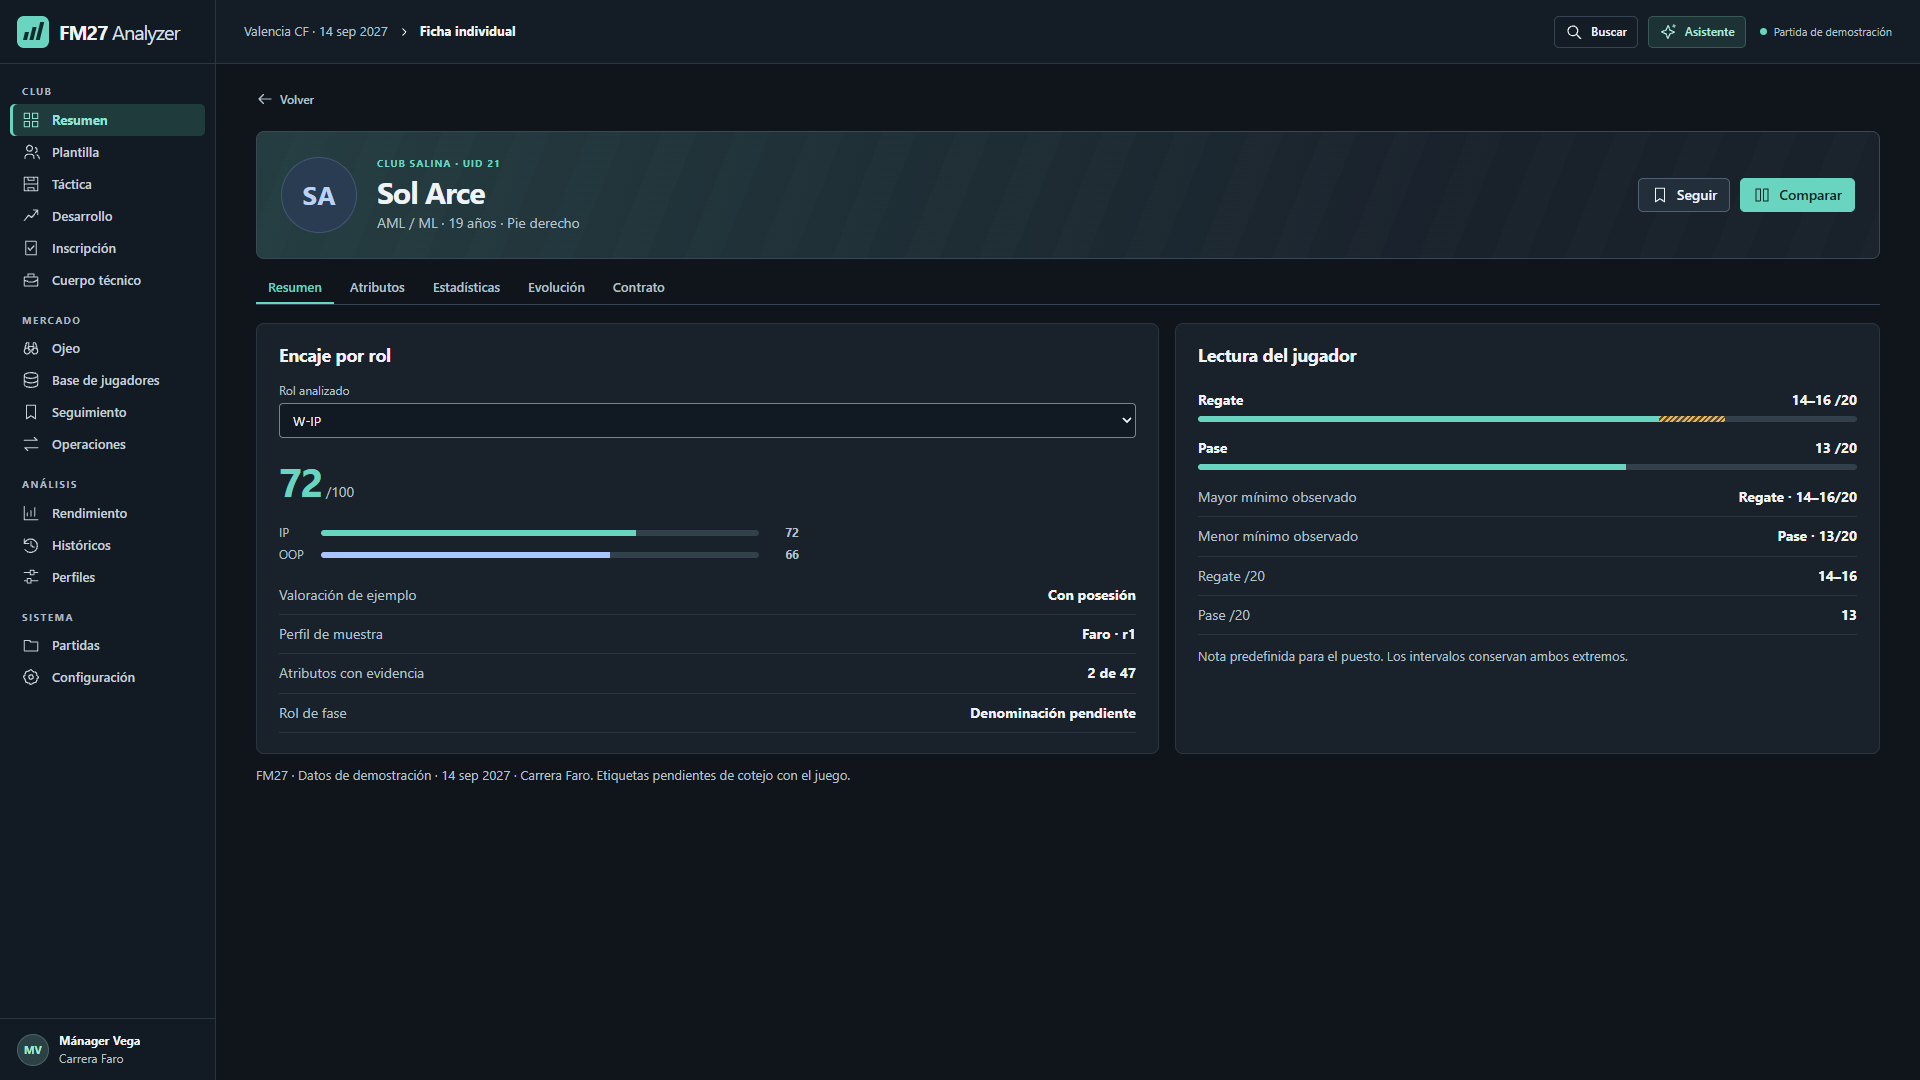 FM27 Analyzer
Valencia CF · 14 sep 2027 › Ficha individual
Buscar
Asistente
Partida de demostración
CLUB
Resumen
Plantilla
Táctica
Desarrollo
Inscripción
Cuerpo técnico
MERCADO
Ojeo
Base de jugadores
Seguimiento
Operaciones
ANÁLISIS
Rendimiento
Históricos
Perfiles
SISTEMA
Partidas
Configuración
MV
Mánager Vega
Carrera Faro
Volver
SA
CLUB SALINA · UID 21
Sol Arce
AML / ML · 19 años · Pie derecho
Seguir
Comparar
Resumen Atributos Estadísticas Evolución Contrato
Encaje por rol
Rol analizado
W-IP
72 /100
IP 72
OOP 66
Valoración de ejemplo Con posesión
Perfil de muestra Faro · r1
Atributos con evidencia 2 de 47
Rol de fase Denominación pendiente
Lectura del jugador
Regate 14–16 /20
Pase 13 /20
Mayor mínimo observado Regate · 14–16/20
Menor mínimo observado Pase · 13/20
Regate /20 14–16
Pase /20 13
Nota predefinida para el puesto. Los intervalos conservan ambos extremos.
FM27 · Datos de demostración · 14 sep 2027 · Carrera Faro. Etiquetas pendientes de cotejo con el juego.